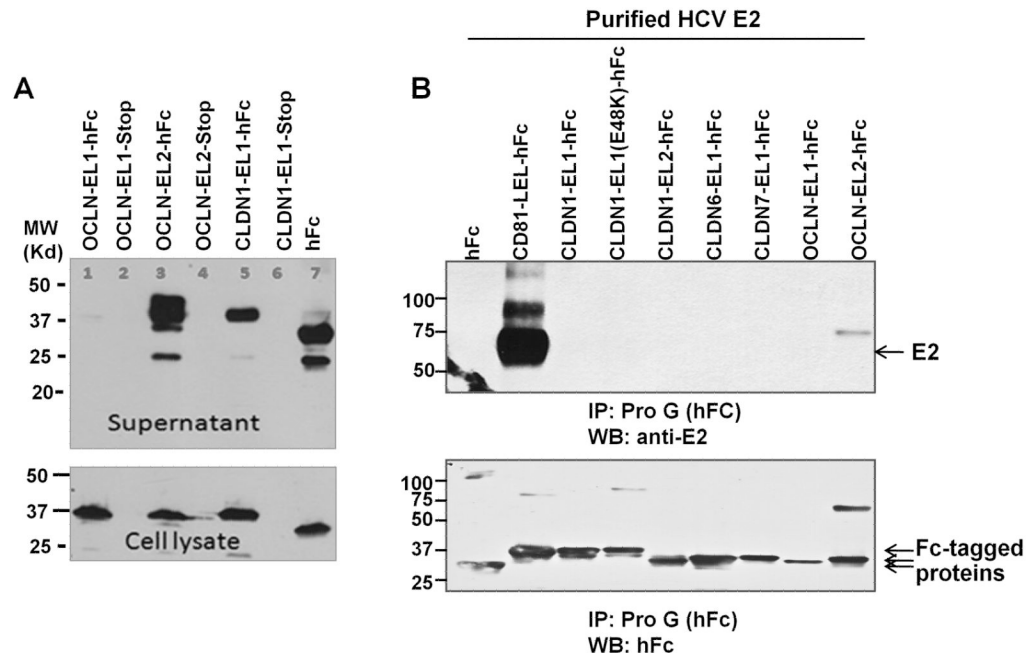 A
OCLN-EL1-hFc
OCLN-EL1-Stop
OCLN-EL2-hFc
OCLN-EL2-Stop
CLDN1-EL1-hFc
CLDN1-EL1-Stop
hFc
MW
(Kd)
1 2 3 4 5 6 7
50
37
25
20
Supernatant
50
37
25
Cell lysate
Purified HCV E2
B
hFc
CD81-LEL-hFc
CLDN1-EL1-hFc
CLDN1-EL1(E48K)-hFc
CLDN1-EL2-hFc
CLDN6-EL1-hFc
CLDN7-EL1-hFc
OCLN-EL1-hFc
OCLN-EL2-hFc
100
75
50
E2
IP: Pro G (hFC)
WB: anti-E2
100
75
50
37
25
Fc-tagged
proteins
IP: Pro G (hFc)
WB: hFc